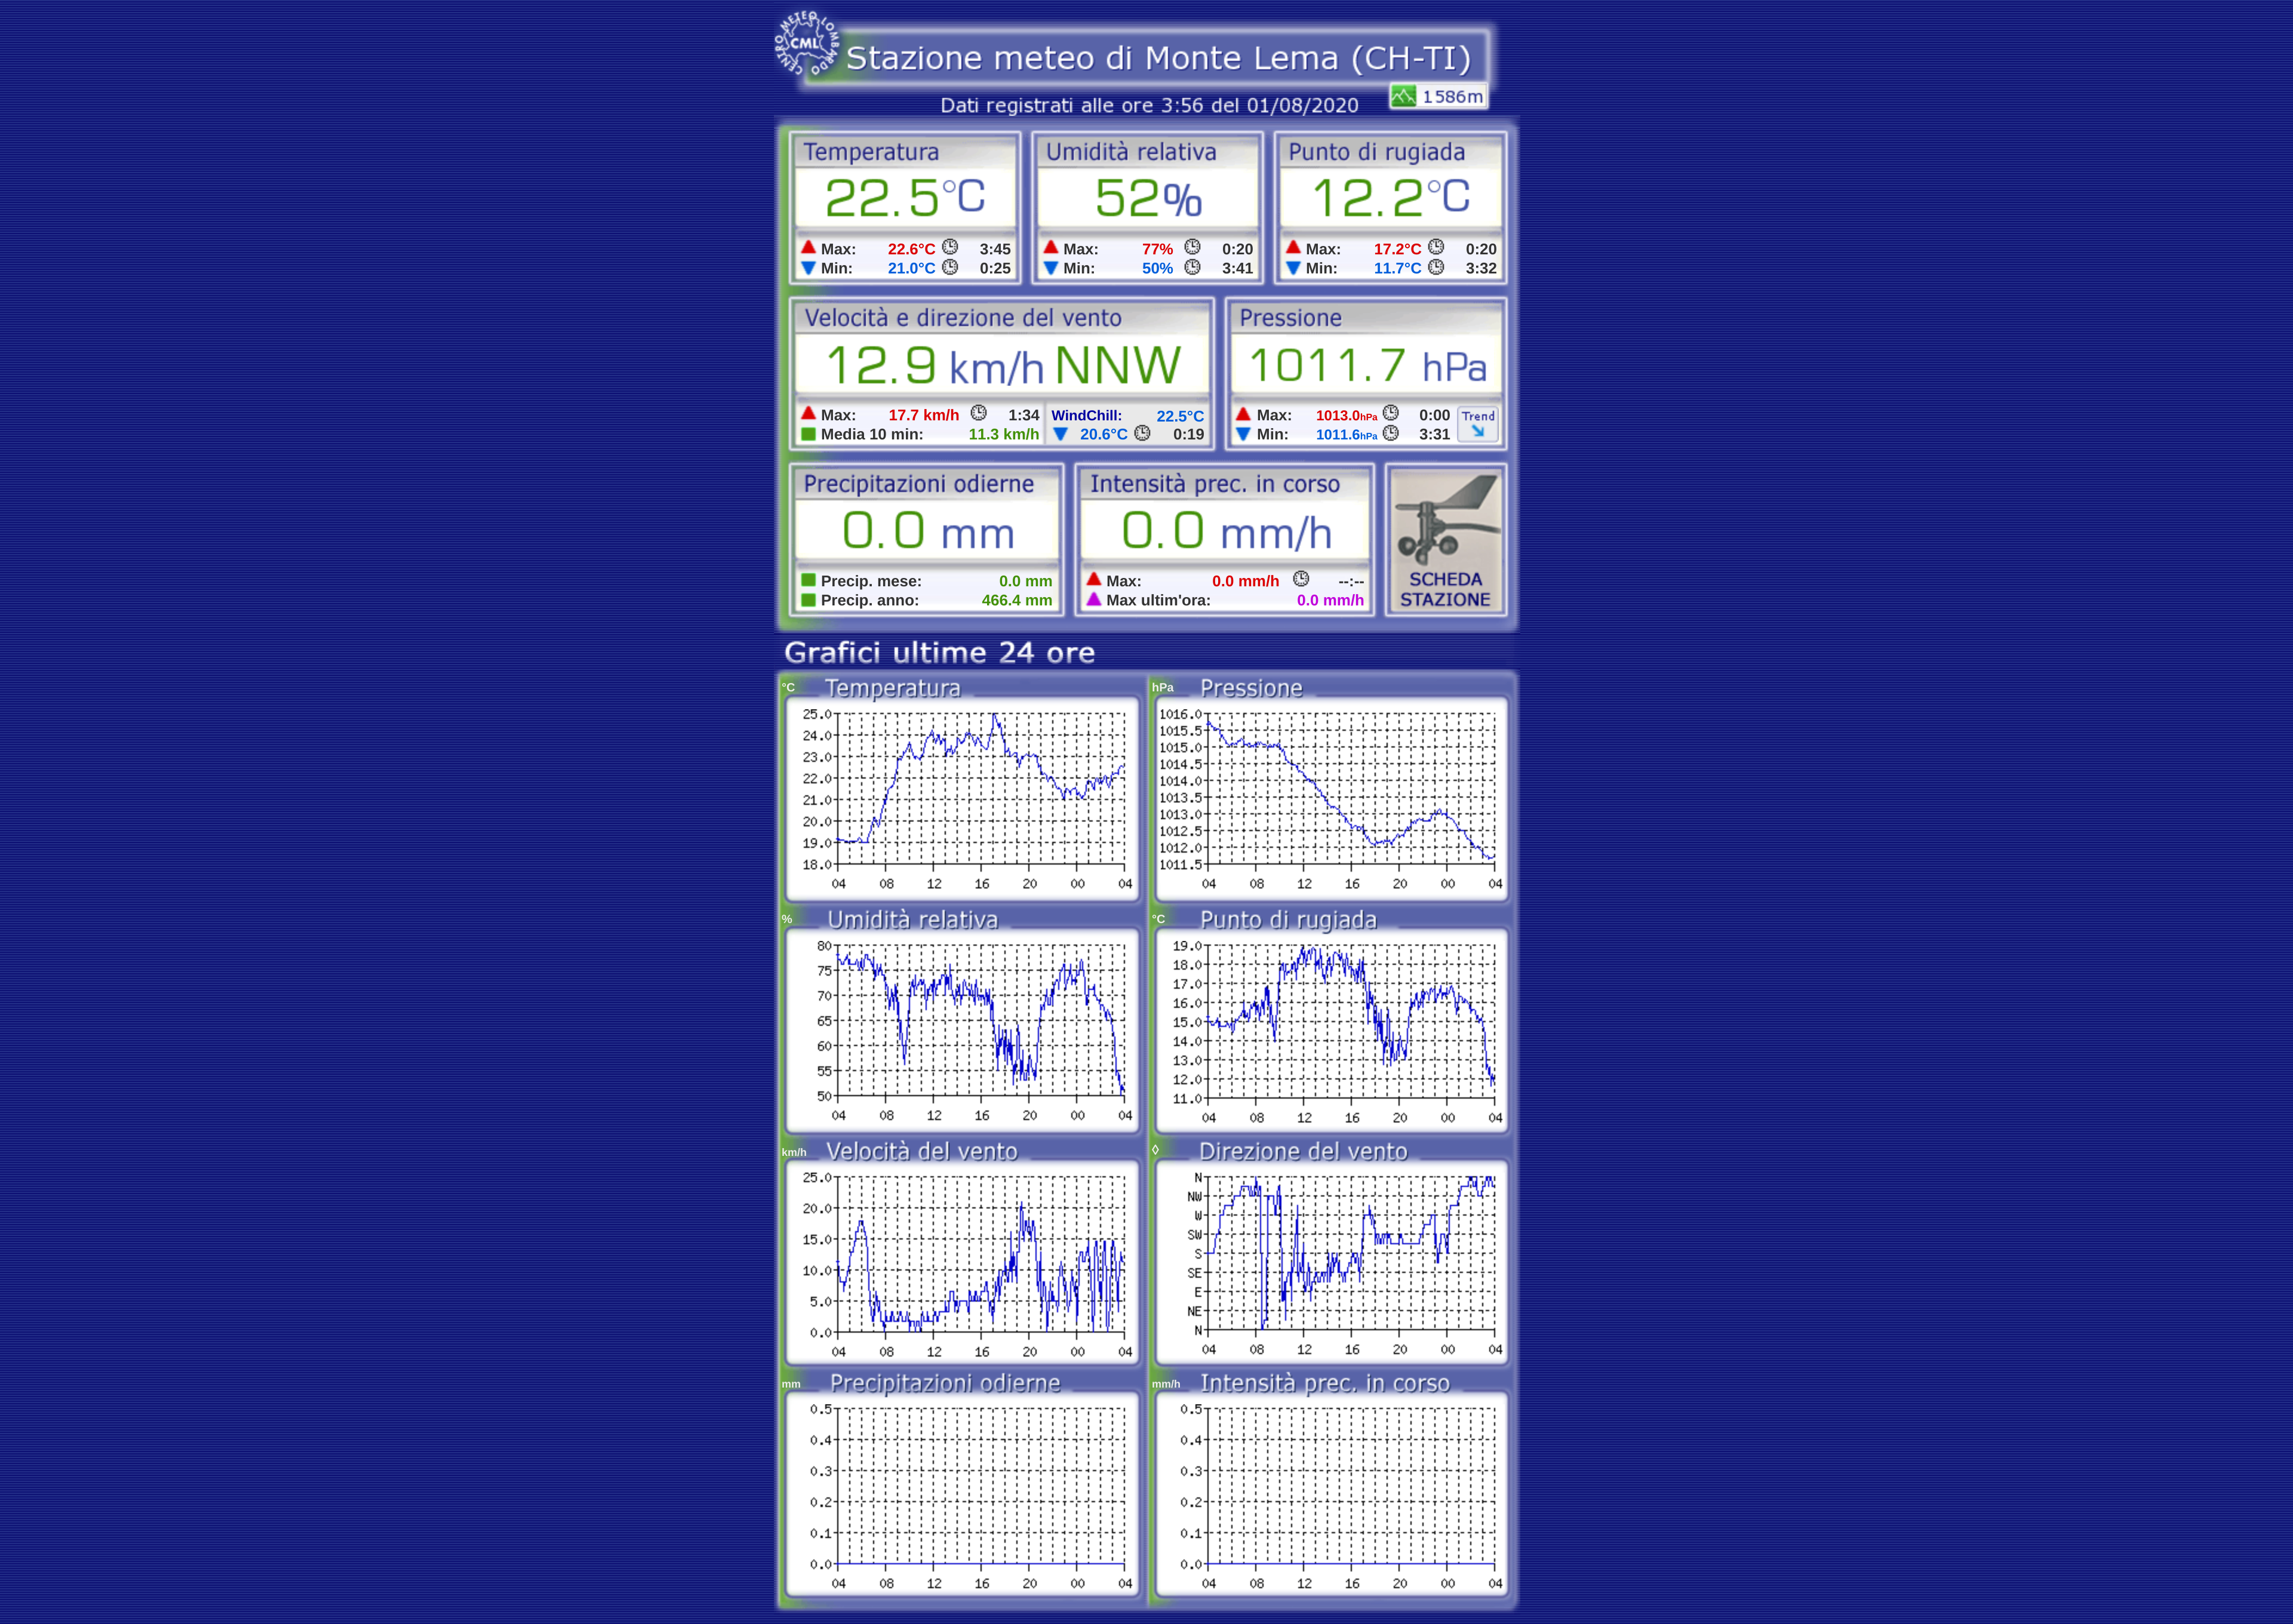 CENTRO METEO LOMBARDO
CML
Stazione meteo di Monte Lema (CH-TI)
1586m
Dati registrati alle ore 3:56 del 01/08/2020
Temperatura
22.5°C
Max: 22.6°C 3:45
Min: 21.0°C 0:25
Umidità relativa
52%
Max: 77% 0:20
Min: 50% 3:41
Punto di rugiada
12.2°C
Max: 17.2°C 0:20
Min: 11.7°C 3:32
Velocità e direzione del vento
12.9 km/h NNW
Max: 17.7 km/h 1:34
Media 10 min: 11.3 km/h
WindChill: 22.5°C
20.6°C 0:19
Pressione
1011.7 hPa
Max: 1013.0hPa 0:00
Min: 1011.6hPa 3:31
Trend
Precipitazioni odierne
0.0 mm
Precip. mese: 0.0 mm
Precip. anno: 466.4 mm
Intensità prec. in corso
0.0 mm/h
Max: 0.0 mm/h --:--
Max ultim'ora: 0.0 mm/h
SCHEDA
STAZIONE
Grafici ultime 24 ore
°C Temperatura
25.0
24.0
23.0
22.0
21.0
20.0
19.0
18.0
04 08 12 16 20 00 04
hPa Pressione
1016.0
1015.5
1015.0
1014.5
1014.0
1013.5
1013.0
1012.5
1012.0
1011.5
04 08 12 16 20 00 04
% Umidità relativa
80
75
70
65
60
55
50
04 08 12 16 20 00 04
°C Punto di rugiada
19.0
18.0
17.0
16.0
15.0
14.0
13.0
12.0
11.0
04 08 12 16 20 00 04
km/h Velocità del vento
25.0
20.0
15.0
10.0
5.0
0.0
04 08 12 16 20 00 04
◊ Direzione del vento
N
NW
W
SW
S
SE
E
NE
N
04 08 12 16 20 00 04
mm Precipitazioni odierne
0.5
0.4
0.3
0.2
0.1
0.0
04 08 12 16 20 00 04
mm/h Intensità prec. in corso
0.5
0.4
0.3
0.2
0.1
0.0
04 08 12 16 20 00 04